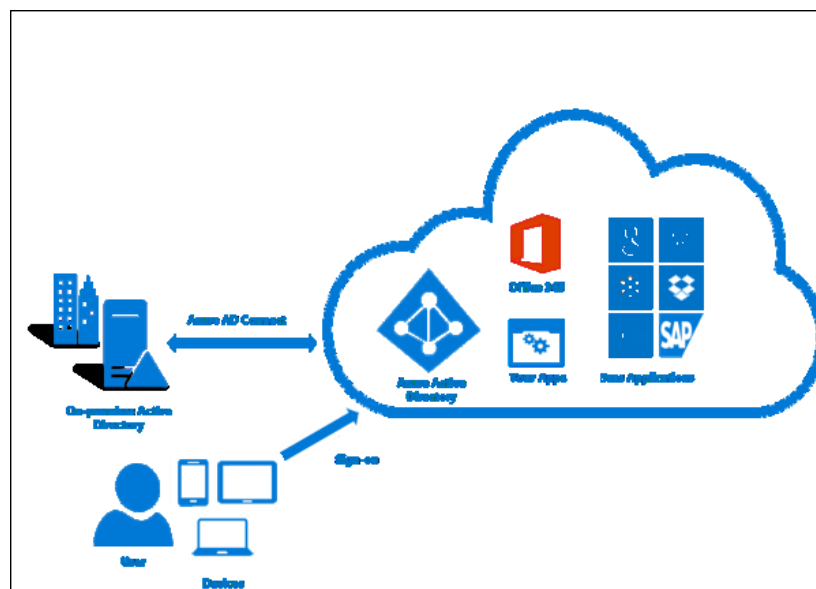 Office 365
Azure AD Connect
SAP
Azure Active
Directory
Your Apps
Saas Applications
On-premises Active
Directory
Sign-on
User
Devices